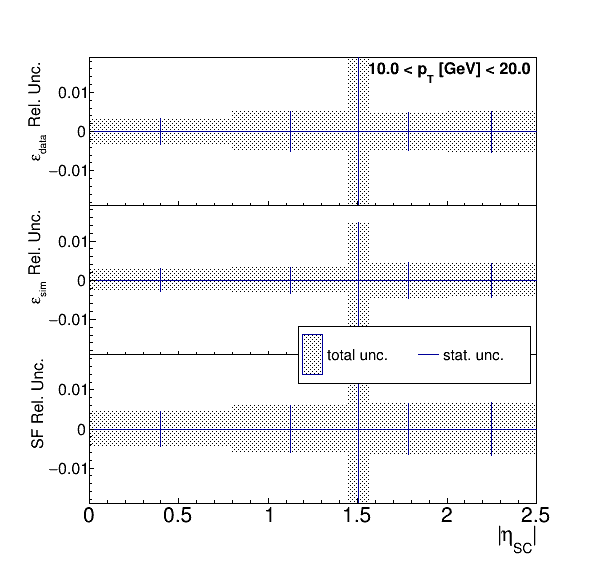 10.0 < p_T [GeV] < 20.0
ε_data Rel. Unc.
0.01
0
−0.01
ε_sim Rel. Unc.
0.01
0
−0.01
total unc. stat. unc.
SF Rel. Unc.
0.01
0
−0.01
0 0.5 1 1.5 2 2.5
|η_SC|